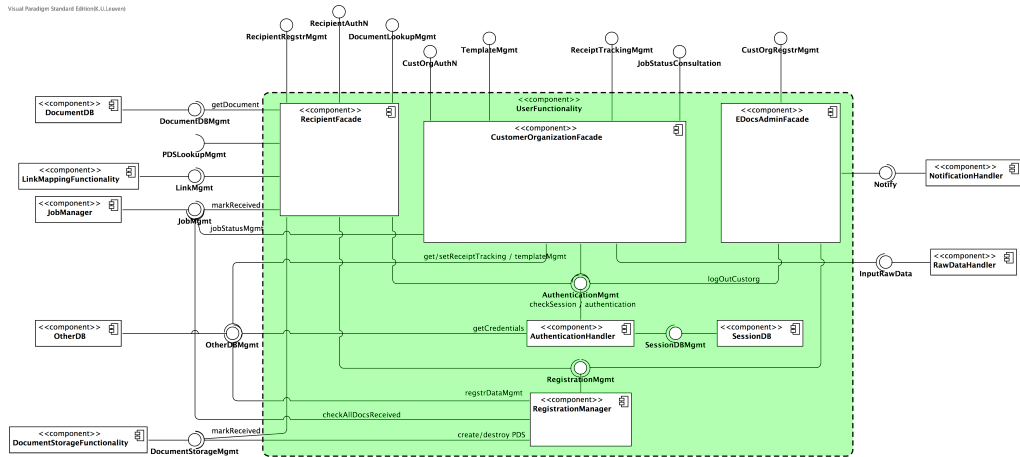 Visual Paradigm Standard Edition(K.U.Leuven)
RecipientAuthN
RecipientRegstrMgmt
DocumentLookupMgmt
TemplateMgmt
ReceiptTrackingMgmt
CustOrgRegstrMgmt
CustOrgAuthN
JobStatusConsultation
<<component>>
UserFunctionality
<<component>>
DocumentDB
getDocument
DocumentDBMgmt
<<component>>
RecipientFacade
<<component>>
CustomerOrganizationFacade
<<component>>
EDocsAdminFacade
PDSLookupMgmt
<<component>>
LinkMappingFunctionality
LinkMgmt
Notify
<<component>>
NotificationHandler
<<component>>
JobManager
markReceived
JobMgmt
jobStatusMgmt
get/setReceiptTracking / templateMgmt
InputRawData
<<component>>
RawDataHandler
logOutCustorg
AuthenticationMgmt
checkSession / authentication
<<component>>
OtherDB
OtherDBMgmt
getCredentials
<<component>>
AuthenticationHandler
SessionDBMgmt
<<component>>
SessionDB
RegistrationMgmt
regstrDataMgmt
<<component>>
RegistrationManager
checkAllDocsReceived
<<component>>
DocumentStorageFunctionality
markReceived
create/destroy PDS
DocumentStorageMgmt